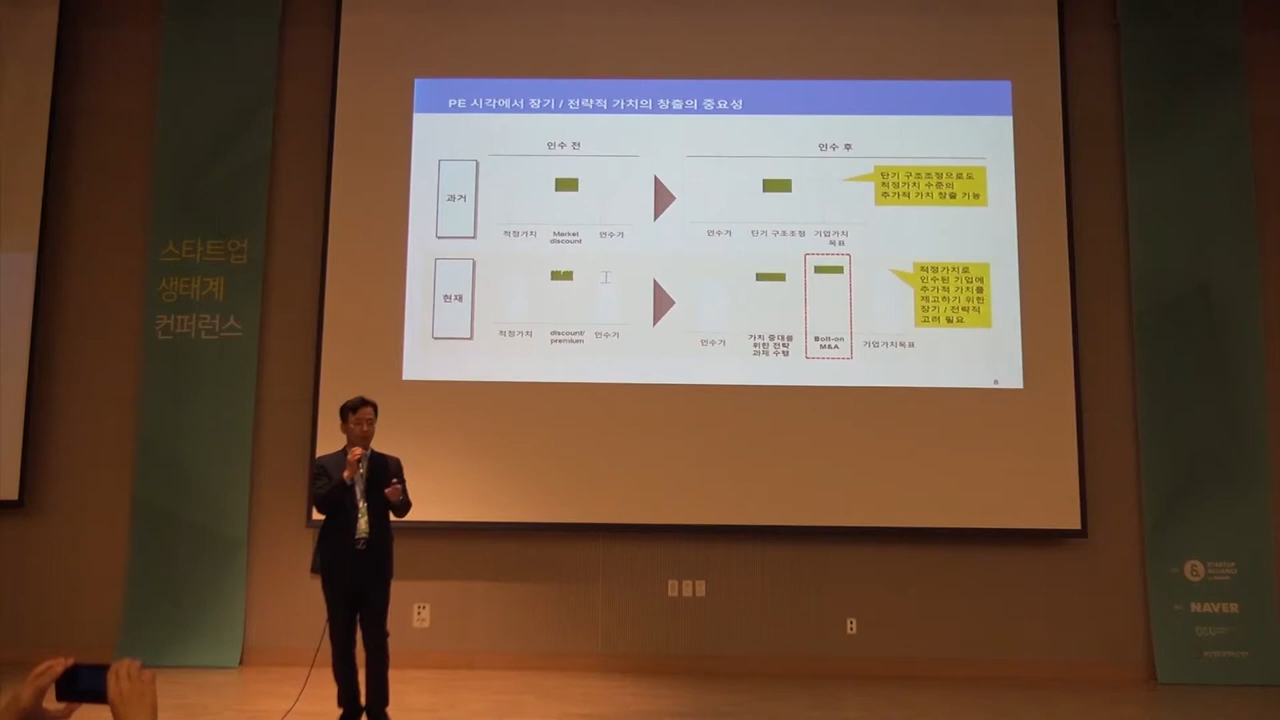 PE 시각에서 장기 / 전략적 가치의 창출의 중요성
인수 전
인수 후
과거
적정가치
Market
discount
인수가
인수가
단기 구조조정
기업가치
목표
단기 구조조정으로도
적정가치 수준의
추가적 가치 창출 가능
현재
적정가치
discount/
premium
인수가
인수가
가치 증대를
위한 전략
과제 수행
Bolt-on
M&A
기업가치목표
적정가치로
인수된 기업에
추가적 가치를
제고하기 위한
장기 / 전략적
고려 필요
8
스타트업
생태계
컨퍼런스
STARTUP
ALLIANCE
NAVER